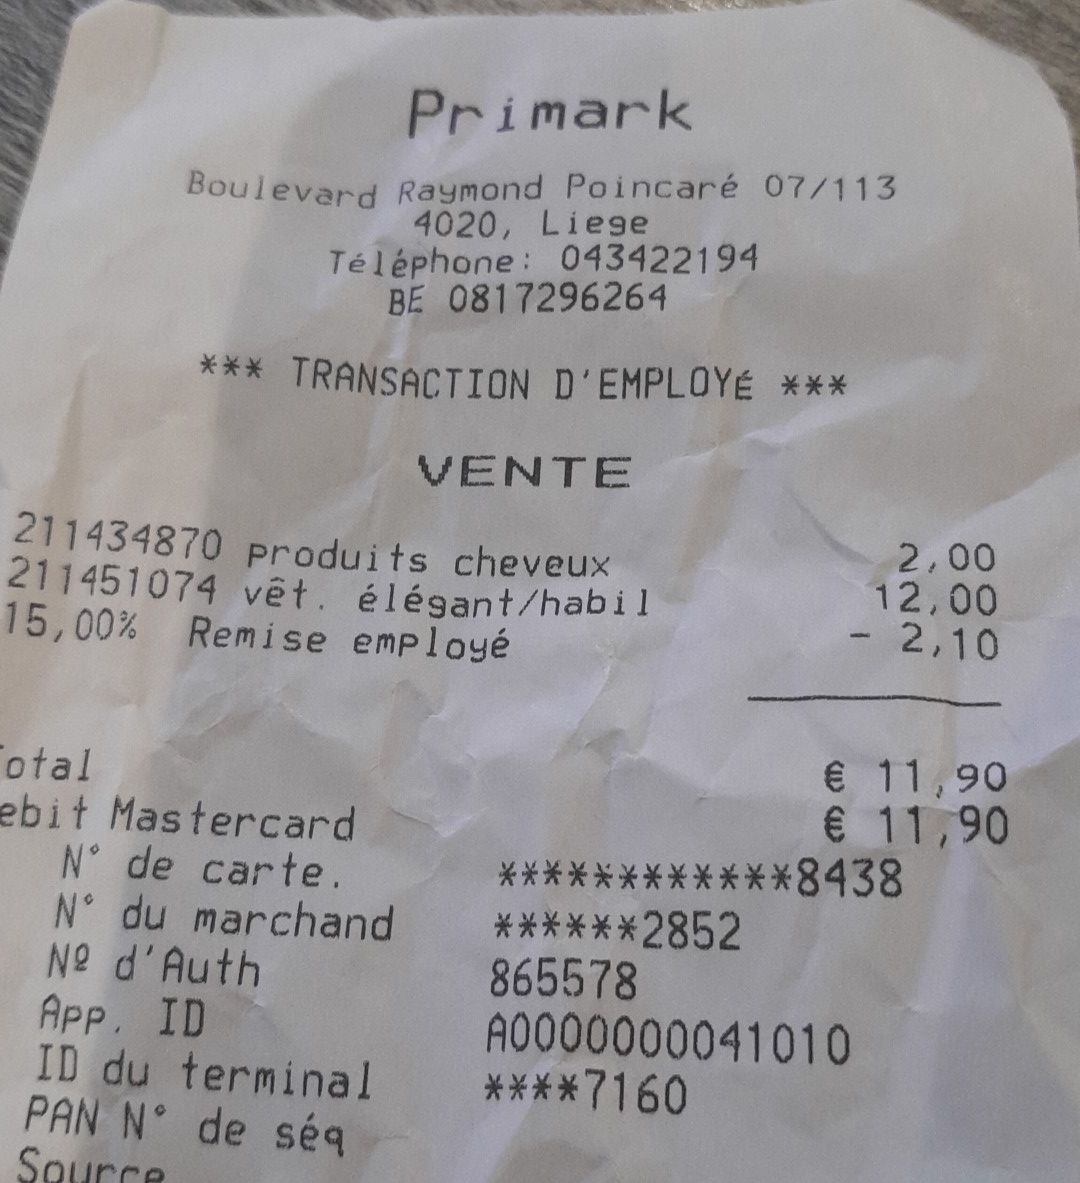 Primark
Boulevard Raymond Poincaré 07/113
4020, Liege
Téléphone: 043422194
BE 0817296264
*** TRANSACTION D'EMPLOYÉ ***
VENTE
211434870 produits cheveux 2,00
211451074 vêt. élégant/habil 12,00
15,00% Remise employé - 2,10
otal € 11,90
ebit Mastercard € 11,90
N° de carte. ************8438
N° du marchand ******2852
Nº d'Auth 865578
App. ID A0000000041010
ID du terminal ****7160
PAN N° de séq
Source